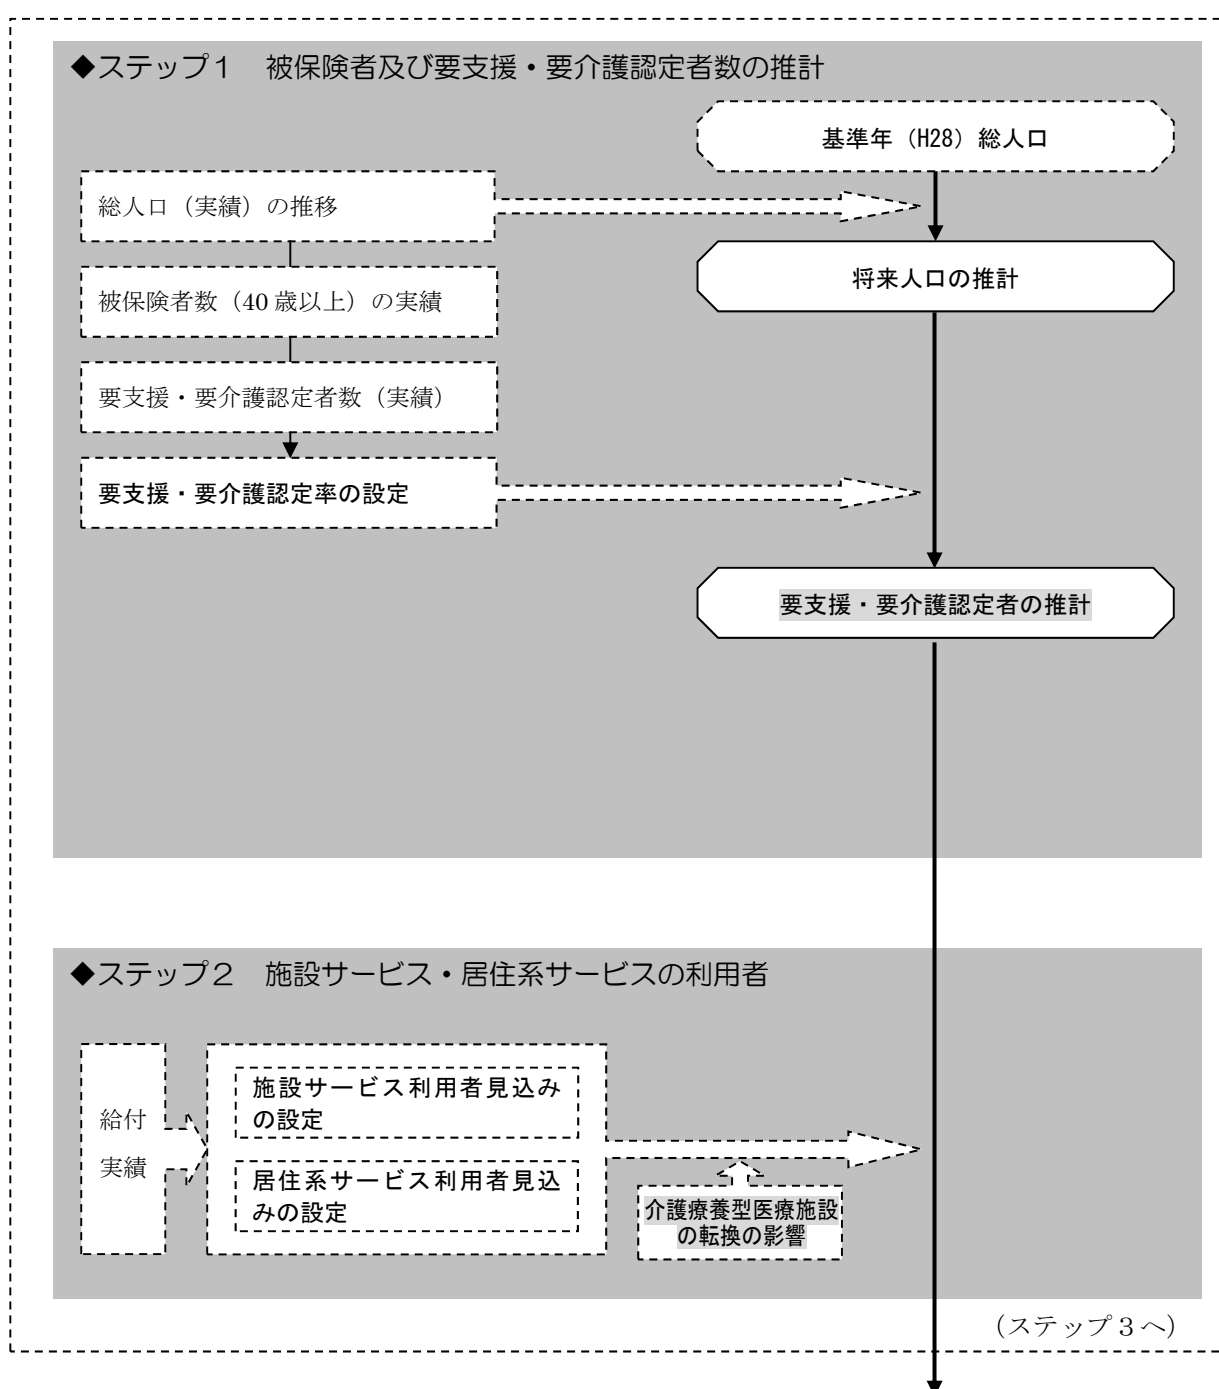 ◆ステップ1　被保険者及び要支援・要介護認定者数の推計
基準年（H28）総人口
総人口（実績）の推移
将来人口の推計
被保険者数（40歳以上）の実績
要支援・要介護認定者数（実績）
要支援・要介護認定率の設定
要支援・要介護認定者の推計
◆ステップ2　施設サービス・居住系サービスの利用者
給付
実績
施設サービス利用者見込み
の設定
居住系サービス利用者見込
みの設定
介護療養型医療施設
の転換の影響
（ステップ3へ）